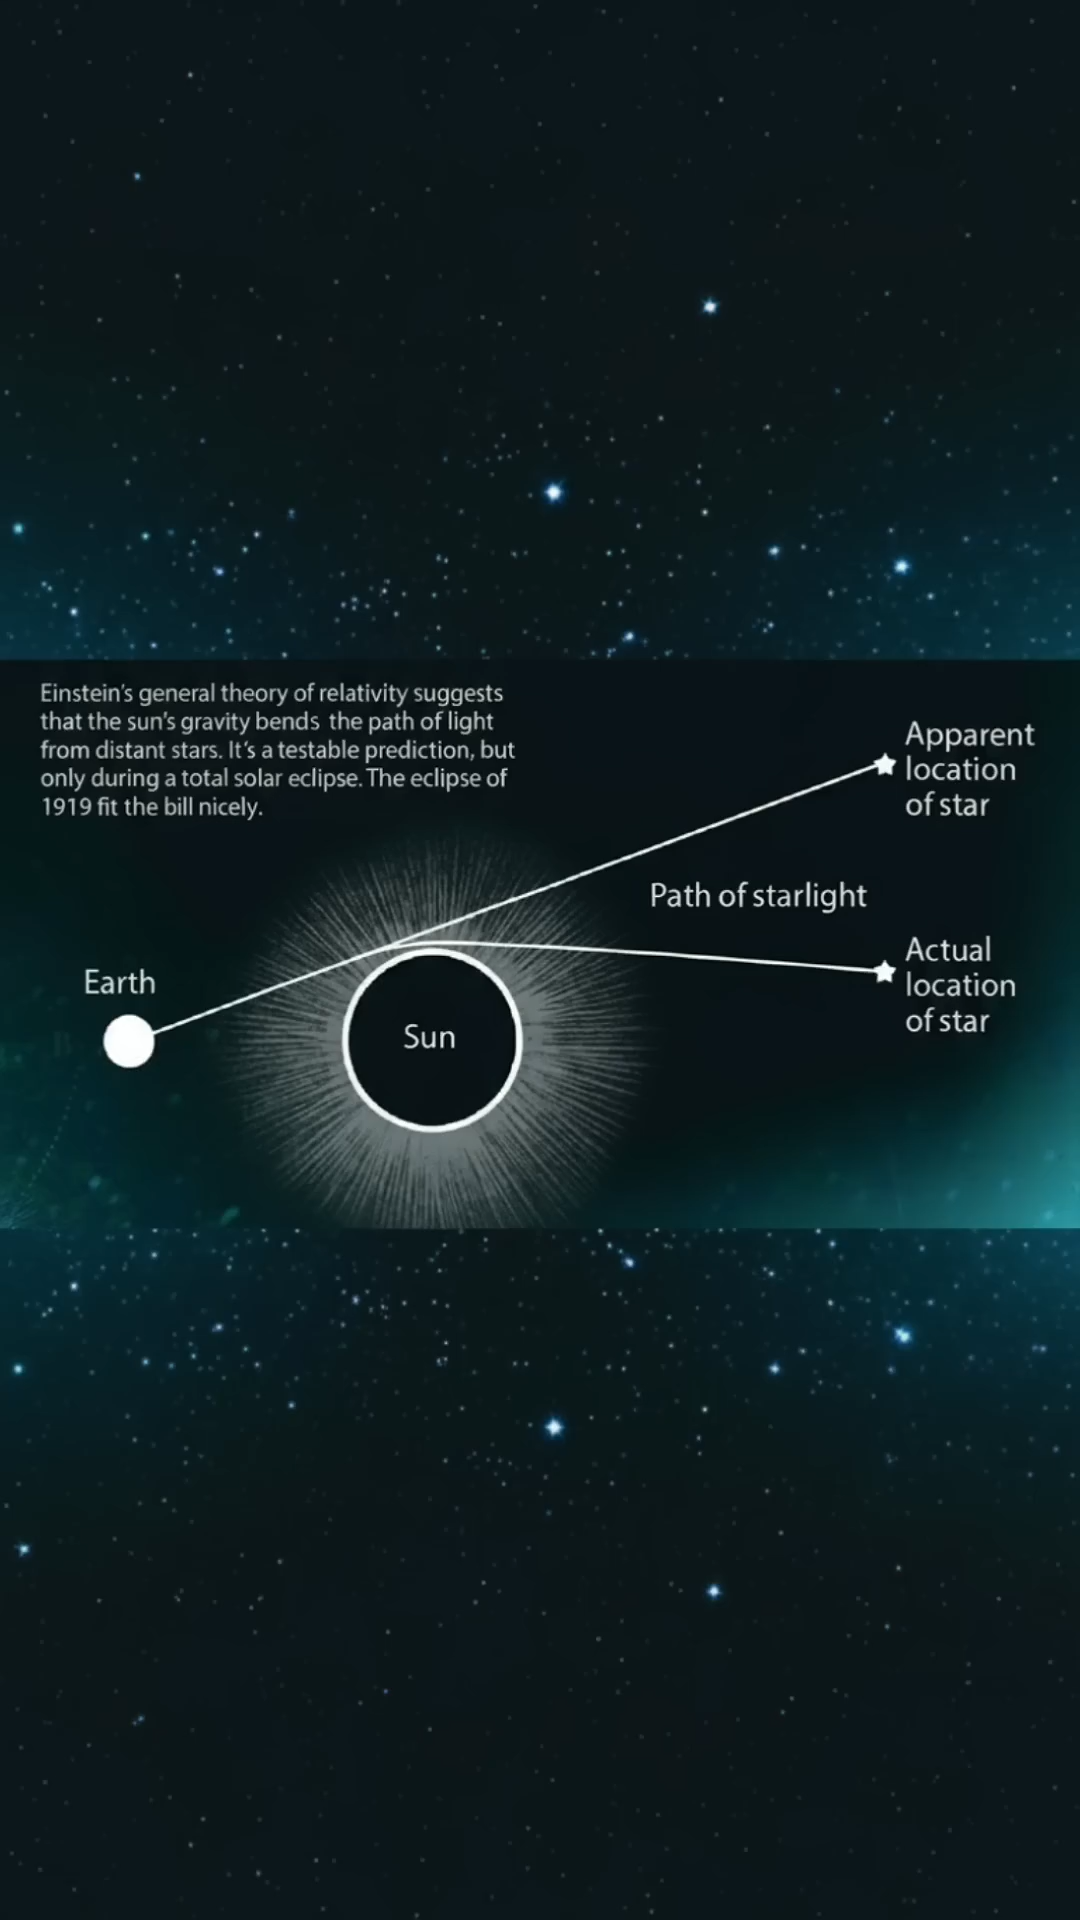 Einstein's general theory of relativity suggests
that the sun's gravity bends the path of light
from distant stars. It's a testable prediction, but
only during a total solar eclipse. The eclipse of
1919 fit the bill nicely.
Apparent
location
of star
Path of starlight
Actual
location
of star
Earth
Sun